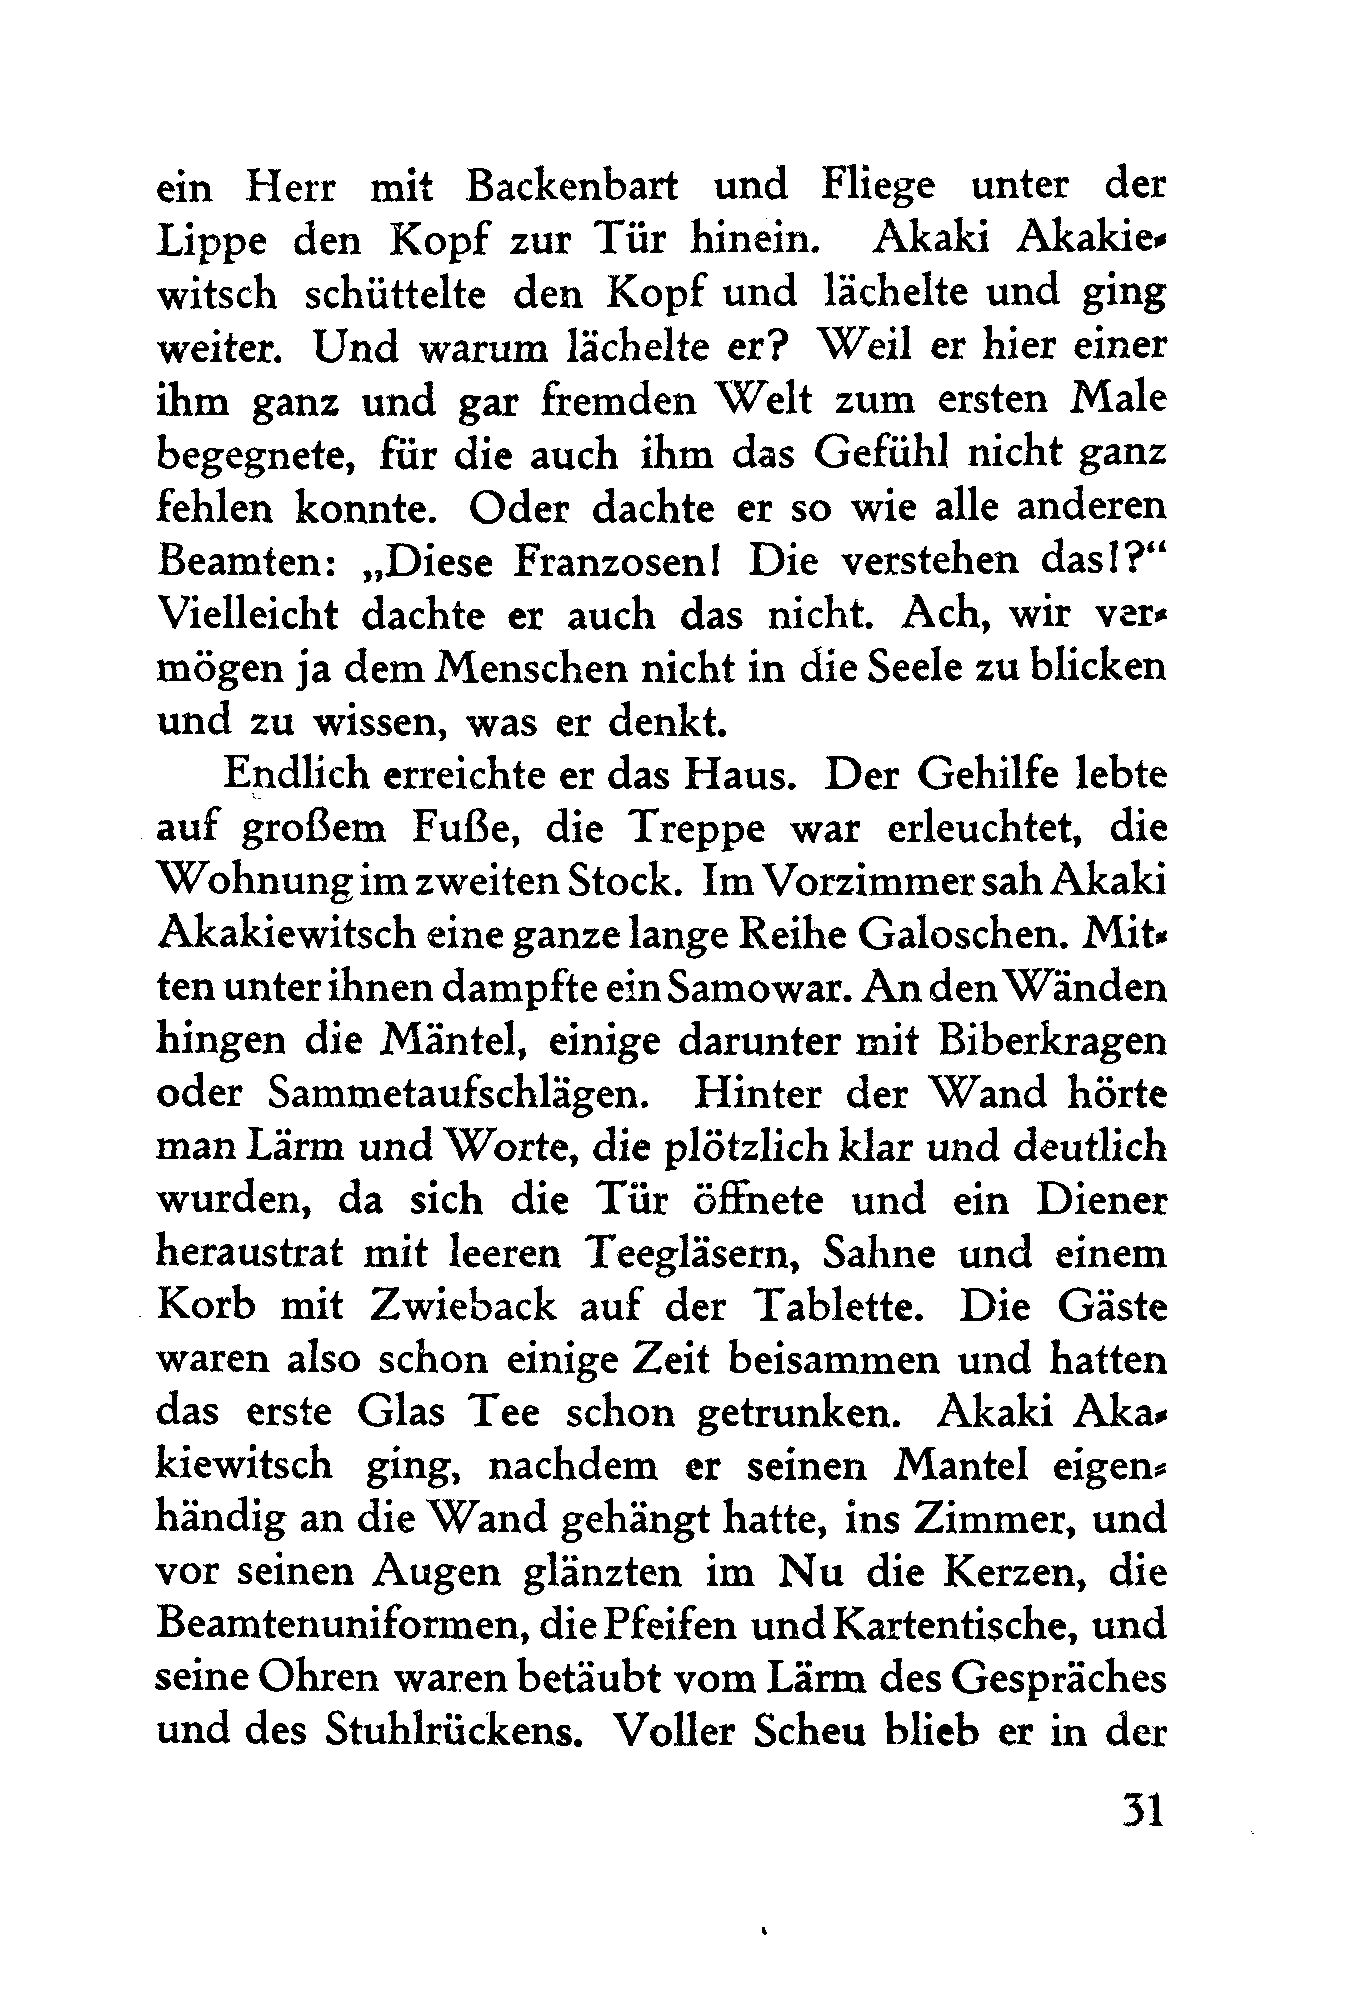 ein Herr mit Backenbart und Fliege unter der
Lippe den Kopf zur Tür hinein. Akaki Akakie-
witsch schüttelte den Kopf und lächelte und ging
weiter. Und warum lächelte er? Weil er hier einer
ihm ganz und gar fremden Welt zum ersten Male
begegnete, für die auch ihm das Gefühl nicht ganz
fehlen konnte. Oder dachte er so wie alle anderen
Beamten: „Diese Franzosen! Die verstehen das!?“
Vielleicht dachte er auch das nicht. Ach, wir ver-
mögen ja dem Menschen nicht in die Seele zu blicken
und zu wissen, was er denkt.
Endlich erreichte er das Haus. Der Gehilfe lebte
auf großem Fuße, die Treppe war erleuchtet, die
Wohnung im zweiten Stock. Im Vorzimmer sah Akaki
Akakiewitsch eine ganze lange Reihe Galoschen. Mit-
ten unter ihnen dampfte ein Samowar. An den Wänden
hingen die Mäntel, einige darunter mit Biberkragen
oder Sammetaufschlägen. Hinter der Wand hörte
man Lärm und Worte, die plötzlich klar und deutlich
wurden, da sich die Tür öffnete und ein Diener
heraustrat mit leeren Teegläsern, Sahne und einem
Korb mit Zwieback auf der Tablette. Die Gäste
waren also schon einige Zeit beisammen und hatten
das erste Glas Tee schon getrunken. Akaki Aka-
kiewitsch ging, nachdem er seinen Mantel eigen-
händig an die Wand gehängt hatte, ins Zimmer, und
vor seinen Augen glänzten im Nu die Kerzen, die
Beamtenuniformen, die Pfeifen und Kartentische, und
seine Ohren waren betäubt vom Lärm des Gespräches
und des Stuhlrückens. Voller Scheu blieb er in der
31